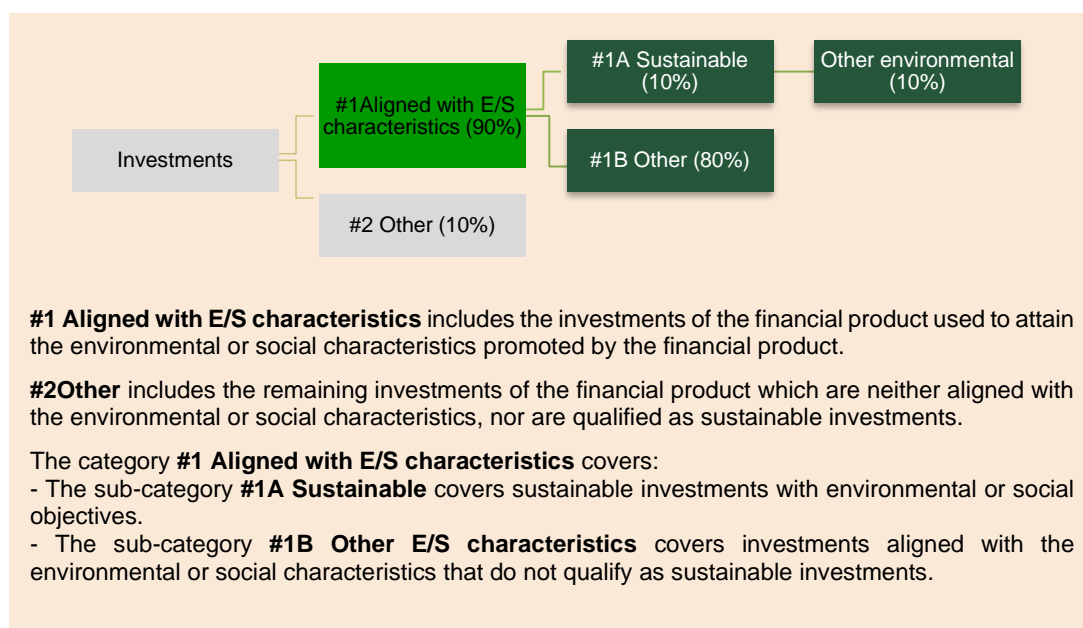 Investments
#1Aligned with E/S
characteristics (90%)
#2 Other (10%)
#1A Sustainable
(10%)
#1B Other (80%)
Other environmental
(10%)
#1 Aligned with E/S characteristics includes the investments of the financial product used to attain
the environmental or social characteristics promoted by the financial product.
#2Other includes the remaining investments of the financial product which are neither aligned with
the environmental or social characteristics, nor are qualified as sustainable investments.
The category #1 Aligned with E/S characteristics covers:
- The sub-category #1A Sustainable covers sustainable investments with environmental or social
objectives.
- The sub-category #1B Other E/S characteristics covers investments aligned with the
environmental or social characteristics that do not qualify as sustainable investments.